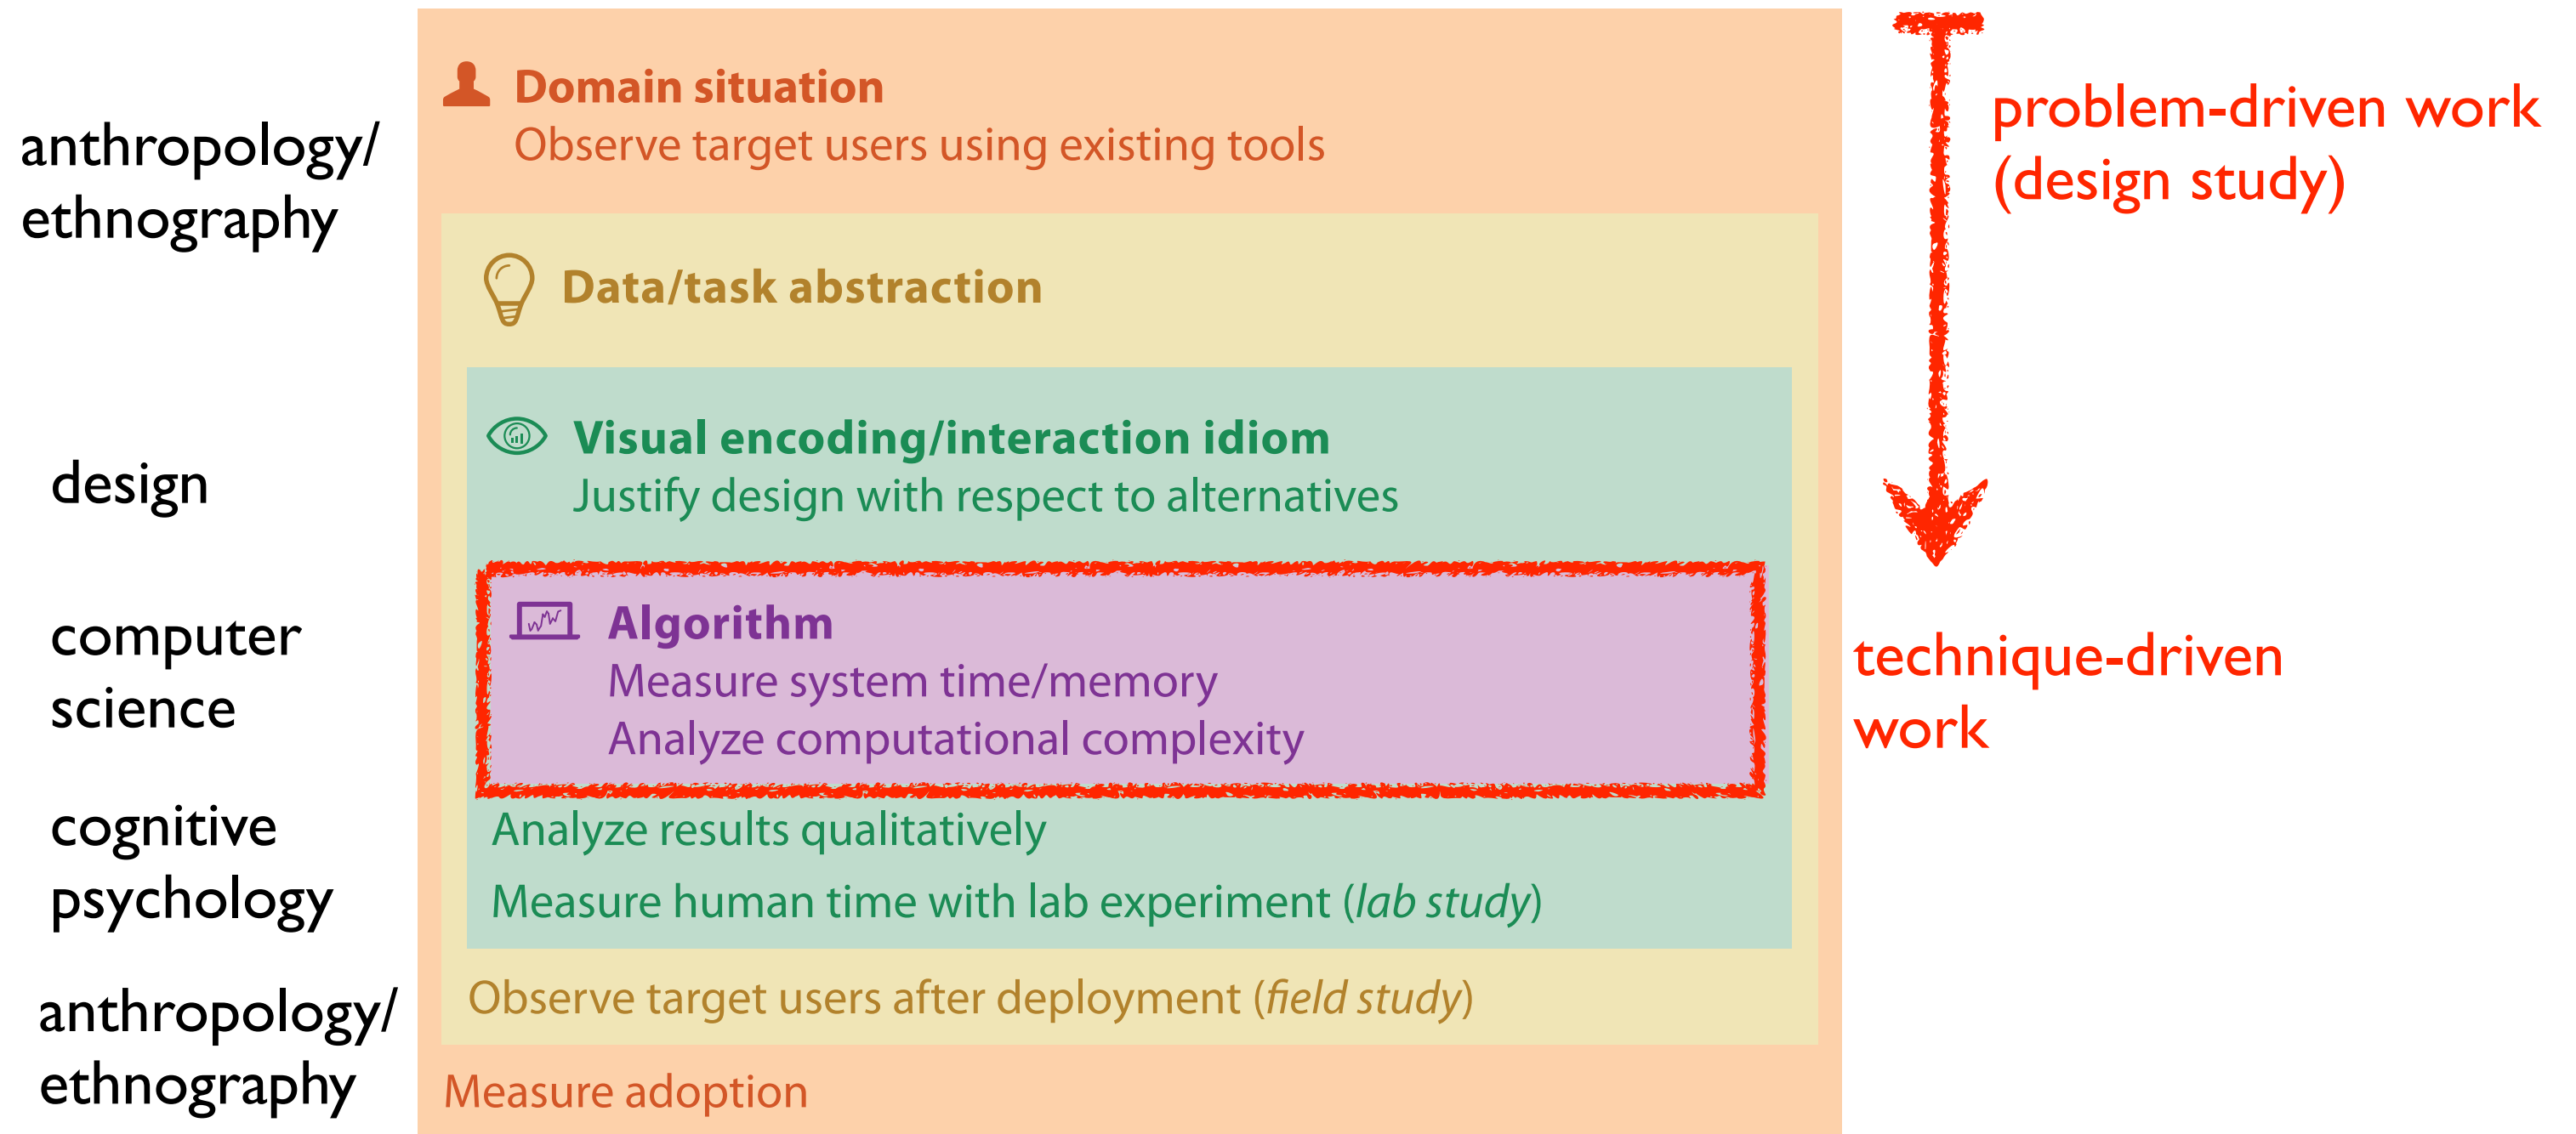 anthropology/
ethnography
design
computer
science
cognitive
psychology
anthropology/
ethnography
Domain situation
Observe target users using existing tools
Data/task abstraction
Visual encoding/interaction idiom
Justify design with respect to alternatives
Algorithm
Measure system time/memory
Analyze computational complexity
Analyze results qualitatively
Measure human time with lab experiment (lab study)
Observe target users after deployment (field study)
Measure adoption
problem-driven work
(design study)
technique-driven
work